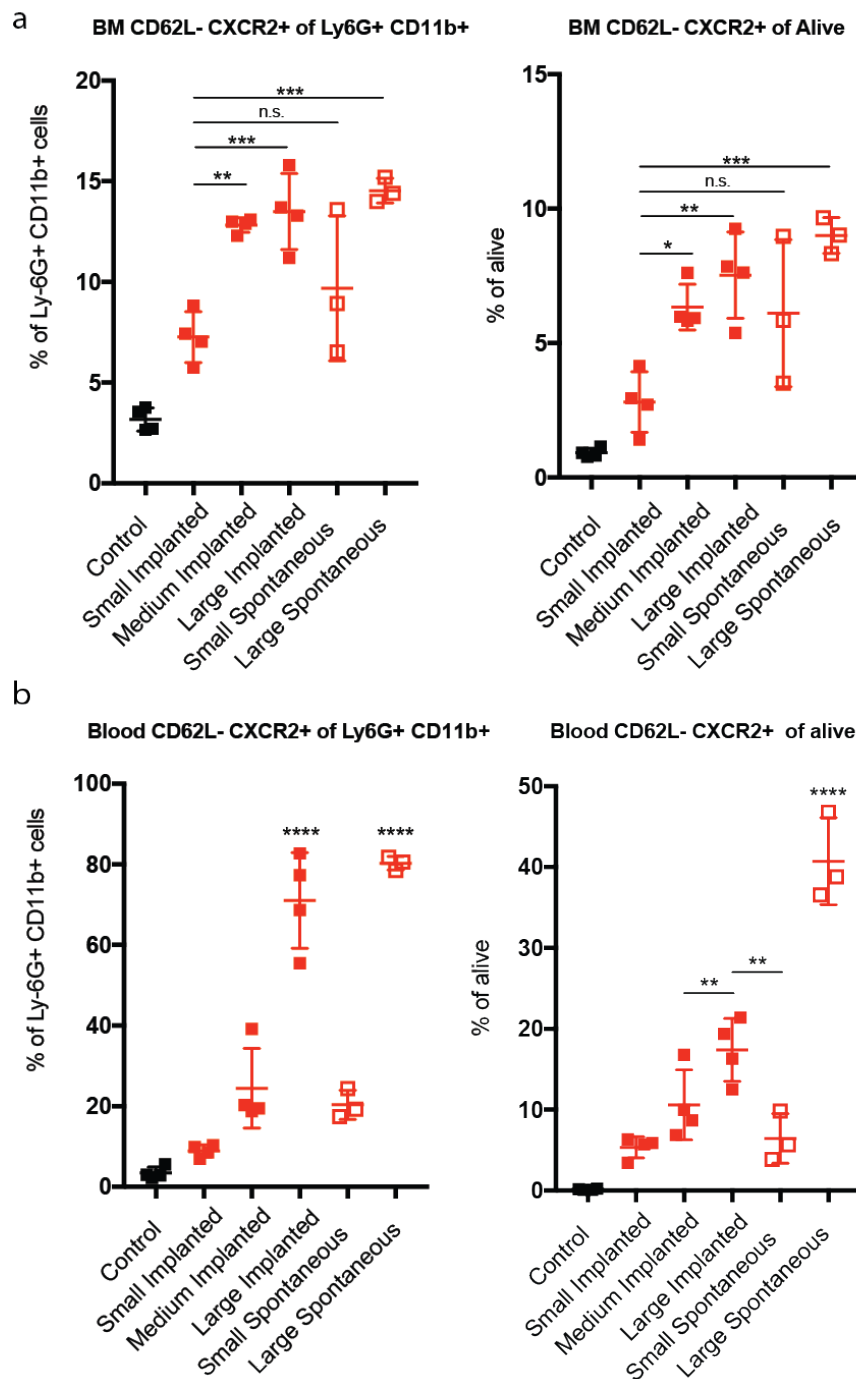 a
BM CD62L- CXCR2+ of Ly6G+ CD11b+
% of Ly-6G+ CD11b+ cells
20
15
10
5
0
***
n.s.
***
**
Control
Small Implanted
Medium Implanted
Large Implanted
Small Spontaneous
Large Spontaneous
BM CD62L- CXCR2+ of Alive
% of alive
15
10
5
0
***
n.s.
**
*
Control
Small Implanted
Medium Implanted
Large Implanted
Small Spontaneous
Large Spontaneous
b
Blood CD62L- CXCR2+ of Ly6G+ CD11b+
% of Ly-6G+ CD11b+ cells
100
80
60
40
20
0
****
****
Control
Small Implanted
Medium Implanted
Large Implanted
Small Spontaneous
Large Spontaneous
Blood CD62L- CXCR2+ of alive
% of alive
50
40
30
20
10
0
****
**
**
Control
Small Implanted
Medium Implanted
Large Implanted
Small Spontaneous
Large Spontaneous